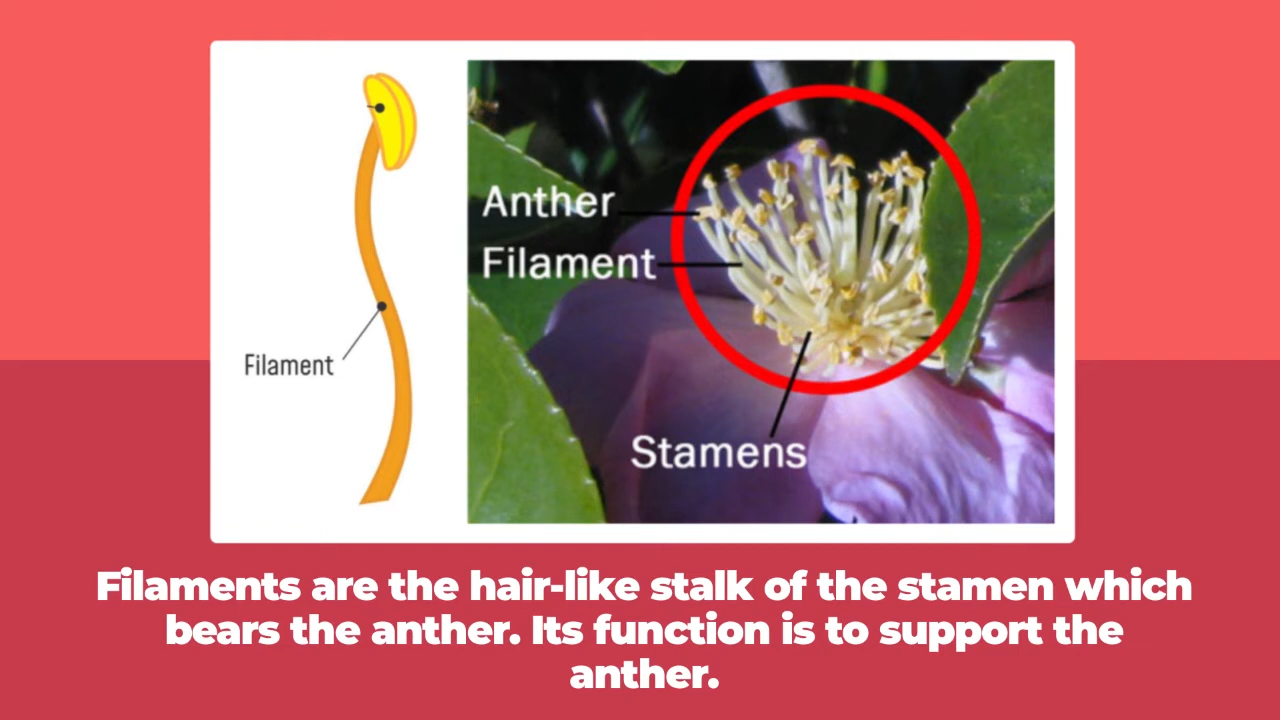 Filament
Anther
Filament
Stamens
Filaments are the hair-like stalk of the stamen which
bears the anther. Its function is to support the
anther.